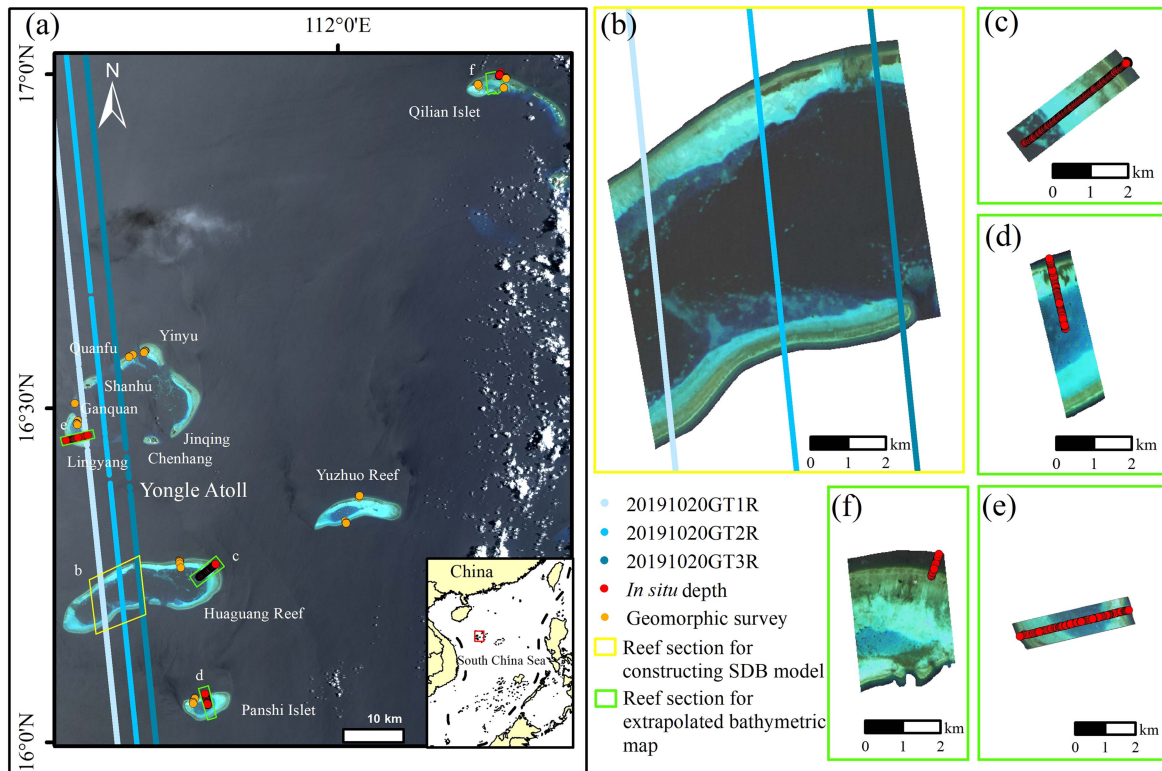 (a)
112°0'E
17°0'N
N
f
Qilian Islet
Yinyu
Quanfu
Shanhu
16°30'N
Ganquan
e
Jinqing
Lingyang
Chenhang
Yongle Atoll
Yuzhuo Reef
b
c
Huaguang Reef
d
Panshi Islet
16°0'N
10 km
China
South China Sea
(b)
km
0 1 2
(c)
km
0 1 2
(d)
km
0 1 2
20191020GT1R
20191020GT2R
20191020GT3R
In situ depth
Geomorphic survey
Reef section for
constructing SDB model
Reef section for
extrapolated bathymetric
map
(f)
km
0 1 2
(e)
km
0 1 2